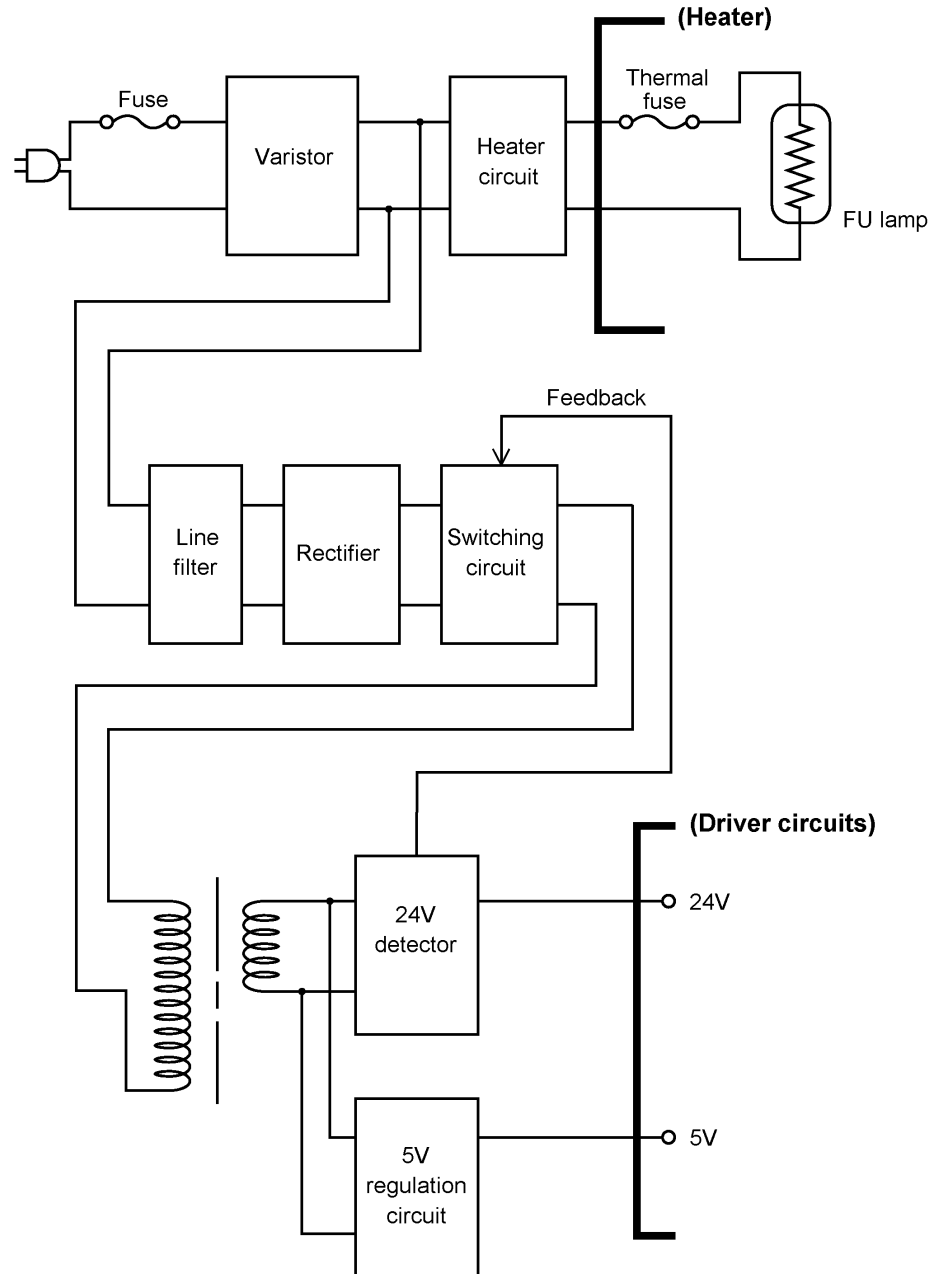 (Heater)
Fuse
Thermal
fuse
Varistor
Heater
circuit
FU lamp
Feedback
Line
filter
Rectifier
Switching
circuit
(Driver circuits)
24V
detector
24V
5V
regulation
circuit
5V